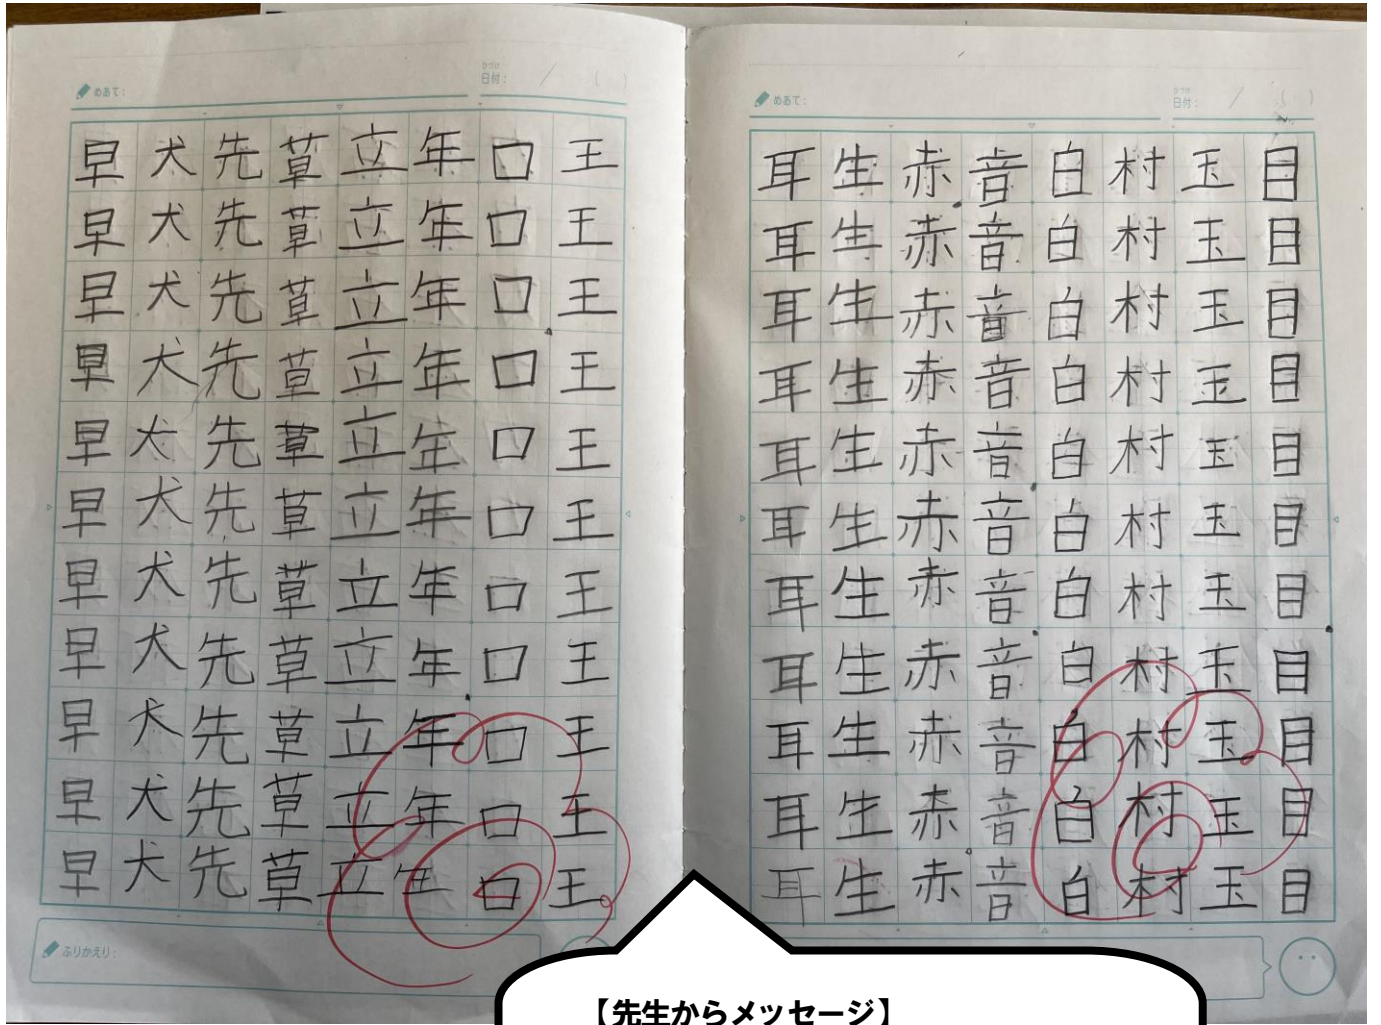 めあて：
日付： / ( )
目目目目目目目目目目目
玉玉玉玉玉玉玉玉玉玉玉
村村村村村村村村村村村
白白白白白白白白白白白
音音音音音音音音音音音
赤赤赤赤赤赤赤赤赤赤赤
生生生生生生生生生生生
耳耳耳耳耳耳耳耳耳耳耳
めあて：
日付： / ( )
王王王王王王王王王王王
口口口口口口口口口口口
年年年年年年年年年年年
立立立立立立立立立立立
草草草草草草草草草草草
先先先先先先先先先先先
犬犬犬犬犬犬犬犬犬犬犬
早早早早早早早早早早早
ふりかえり：
【先生からメッセージ】